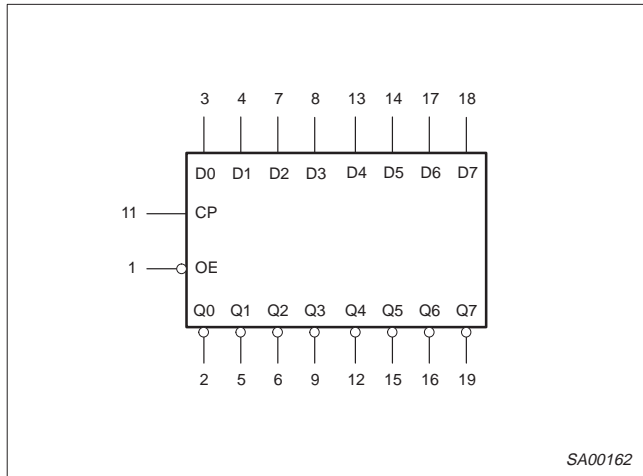 3 4 7 8 13 14 17 18
D0 D1 D2 D3 D4 D5 D6 D7
11 CP
1 OE
Q0 Q1 Q2 Q3 Q4 Q5 Q6 Q7
2 5 6 9 12 15 16 19
SA00162